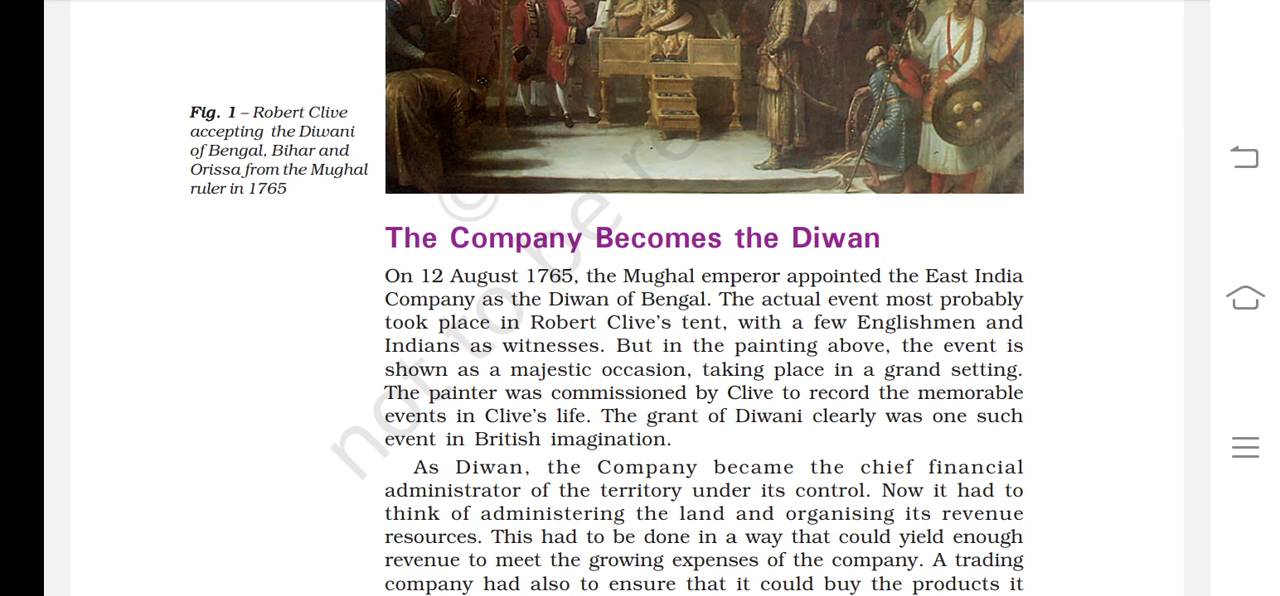 Fig. 1 – Robert Clive
accepting the Diwani
of Bengal, Bihar and
Orissa from the Mughal
ruler in 1765
The Company Becomes the Diwan
On 12 August 1765, the Mughal emperor appointed the East India
Company as the Diwan of Bengal. The actual event most probably
took place in Robert Clive’s tent, with a few Englishmen and
Indians as witnesses. But in the painting above, the event is
shown as a majestic occasion, taking place in a grand setting.
The painter was commissioned by Clive to record the memorable
events in Clive’s life. The grant of Diwani clearly was one such
event in British imagination.
As Diwan, the Company became the chief financial
administrator of the territory under its control. Now it had to
think of administering the land and organising its revenue
resources. This had to be done in a way that could yield enough
revenue to meet the growing expenses of the company. A trading
company had also to ensure that it could buy the products it
©
not to be re